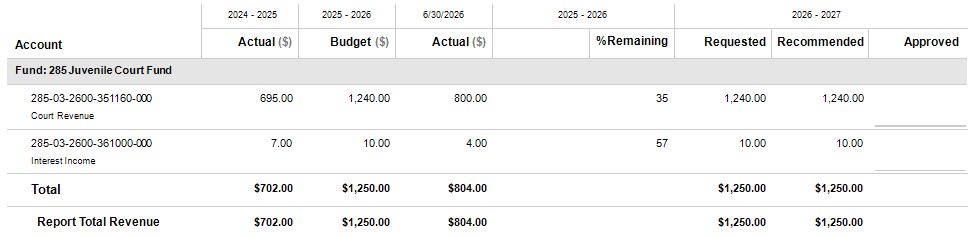 2024 - 2025 2025 - 2026 6/30/2026 2025 - 2026 2026 - 2027
Account Actual ($) Budget ($) Actual ($) %Remaining Requested Recommended Approved
Fund: 285 Juvenile Court Fund
285-03-2600-351160-000 695.00 1,240.00 800.00 35 1,240.00 1,240.00
Court Revenue
285-03-2600-361000-000 7.00 10.00 4.00 57 10.00 10.00
Interest Income
Total $702.00 $1,250.00 $804.00 $1,250.00 $1,250.00
Report Total Revenue $702.00 $1,250.00 $804.00 $1,250.00 $1,250.00